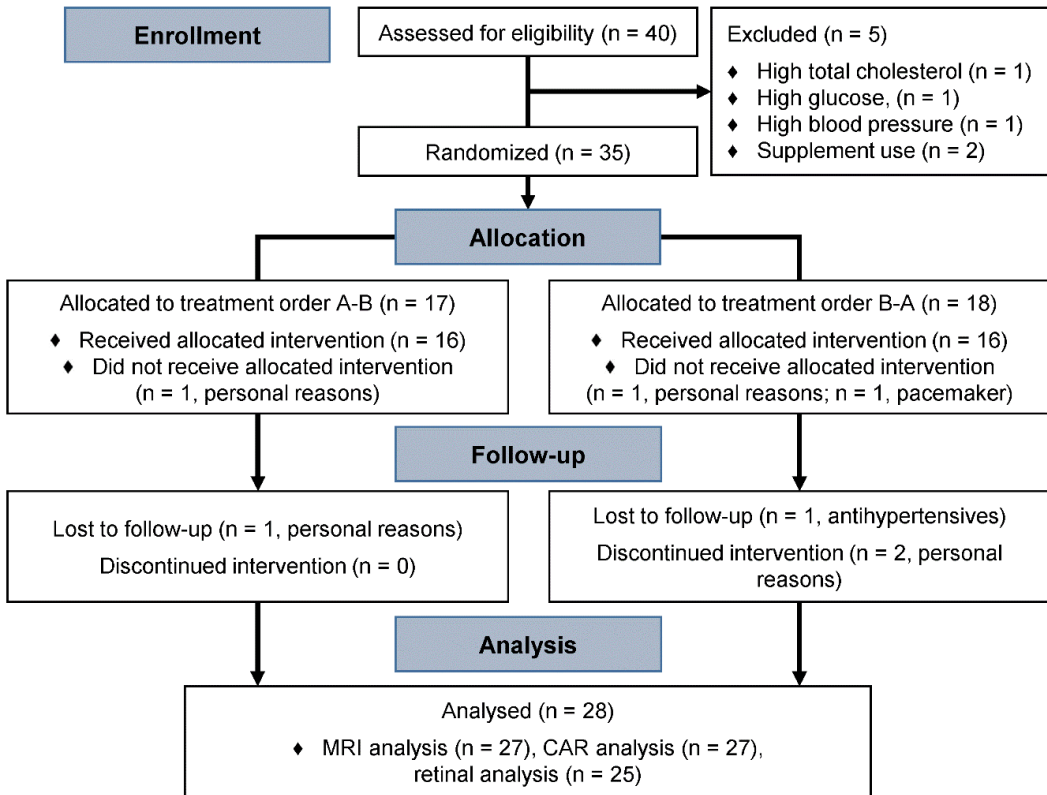 Enrollment
Assessed for eligibility (n = 40)
Excluded (n = 5)
♦ High total cholesterol (n = 1)
♦ High glucose, (n = 1)
♦ High blood pressure (n = 1)
♦ Supplement use (n = 2)
Randomized (n = 35)
Allocation
Allocated to treatment order A-B (n = 17)
♦ Received allocated intervention (n = 16)
♦ Did not receive allocated intervention
(n = 1, personal reasons)
Allocated to treatment order B-A (n = 18)
♦ Received allocated intervention (n = 16)
♦ Did not receive allocated intervention
(n = 1, personal reasons; n = 1, pacemaker)
Follow-up
Lost to follow-up (n = 1, personal reasons)
Discontinued intervention (n = 0)
Lost to follow-up (n = 1, antihypertensives)
Discontinued intervention (n = 2, personal
reasons)
Analysis
Analysed (n = 28)
♦ MRI analysis (n = 27), CAR analysis (n = 27),
retinal analysis (n = 25)